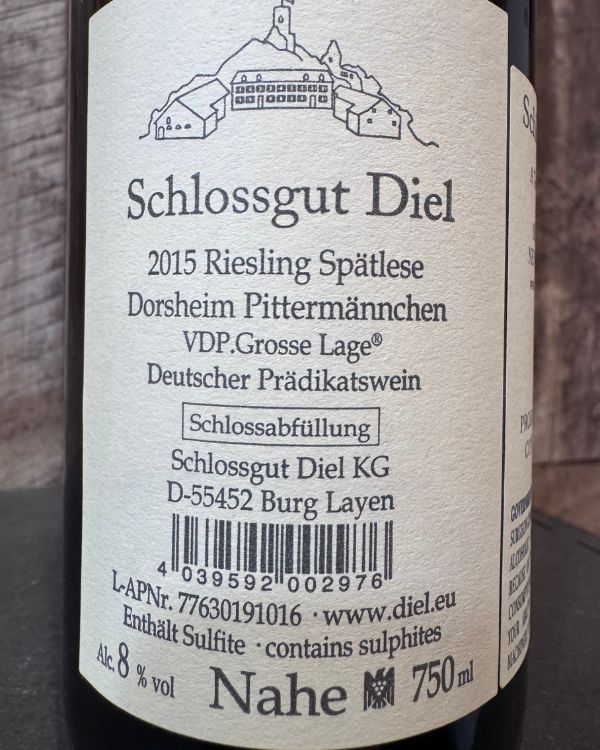 Schlossgut Diel
2015 Riesling Spätlese
Dorsheim Pittermännchen
VDP.Grosse Lage®
Deutscher Prädikatswein
Schlossabfüllung
Schlossgut Diel KG
D-55452 Burg Layen
4 039592 002976
L-APNr. 77630191016 · www.diel.eu
Enthält Sulfite · contains sulphites
Alc. 8 % vol
Nahe
750 ml